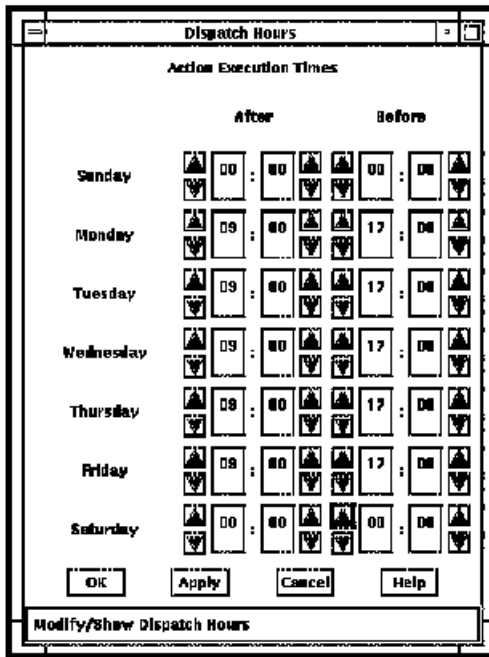 Dispatch Hours
Action Execution Times
After Before
Sunday 00 : 00 00 : 00
Monday 09 : 00 17 : 00
Tuesday 09 : 00 17 : 00
Wednesday 09 : 00 17 : 00
Thursday 09 : 00 17 : 00
Friday 09 : 00 17 : 00
Saturday 00 : 00 00 : 00
OK Apply Cancel Help
Modify/Show Dispatch Hours